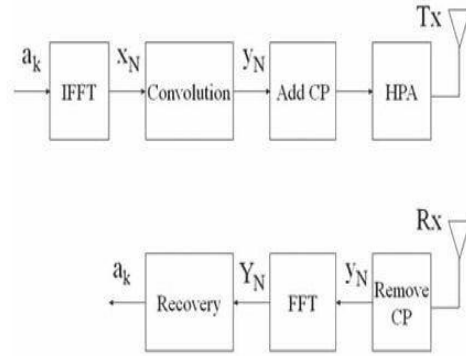 Tx
a_k x_N y_N
IFFT Convolution Add CP HPA
Rx
a_k Y_N y_N
Recovery FFT Remove
CP